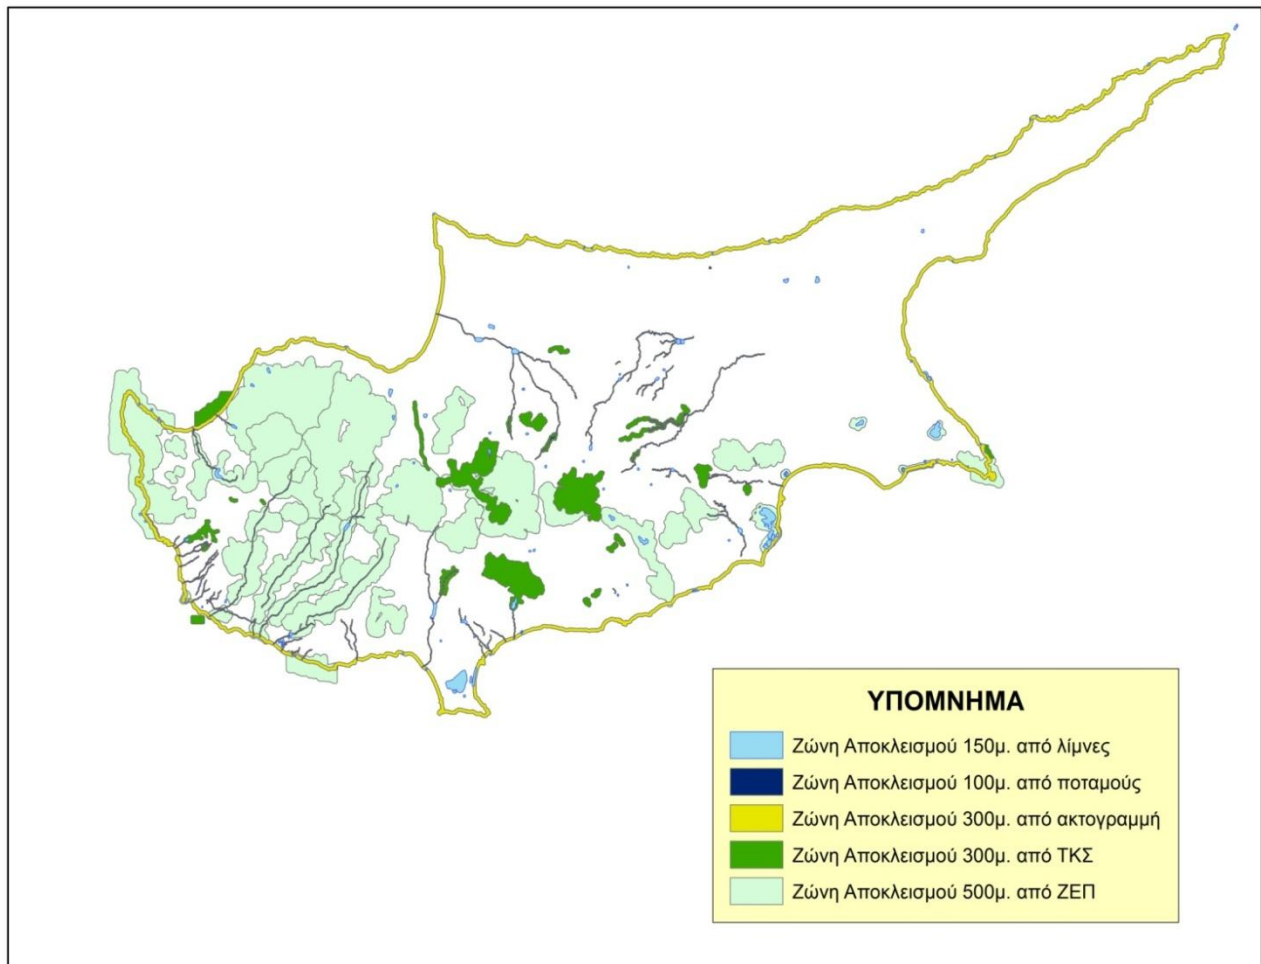 ΥΠΟΜΝΗΜΑ
Ζώνη Αποκλεισμού 150μ. από λίμνες
Ζώνη Αποκλεισμού 100μ. από ποταμούς
Ζώνη Αποκλεισμού 300μ. από ακτογραμμή
Ζώνη Αποκλεισμού 300μ. από ΤΚΣ
Ζώνη Αποκλεισμού 500μ. από ΖΕΠ